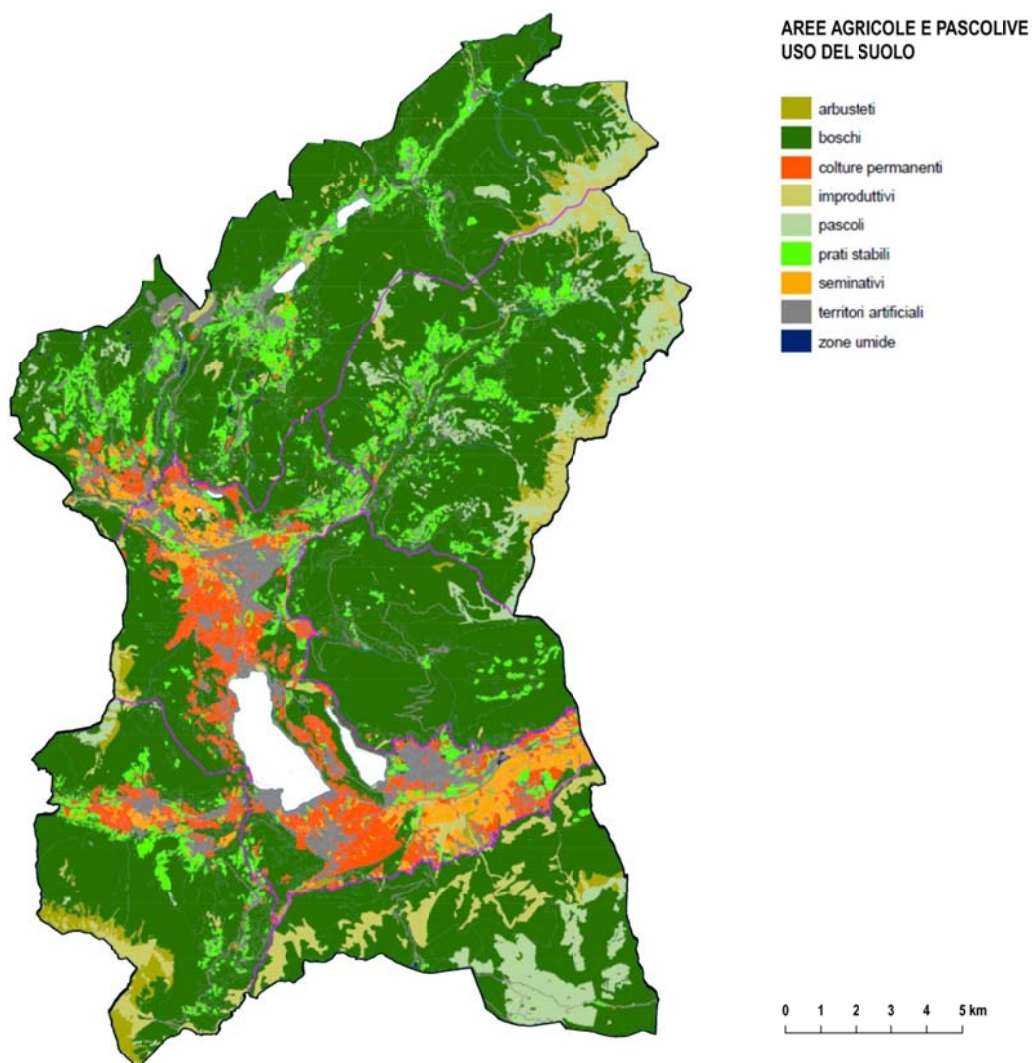 AREE AGRICOLE E PASCOLIVE
USO DEL SUOLO
arbusteti
boschi
colture permanenti
improduttivi
pascoli
prati stabili
seminativi
territori artificiali
zone umide
0 1 2 3 4 5 km